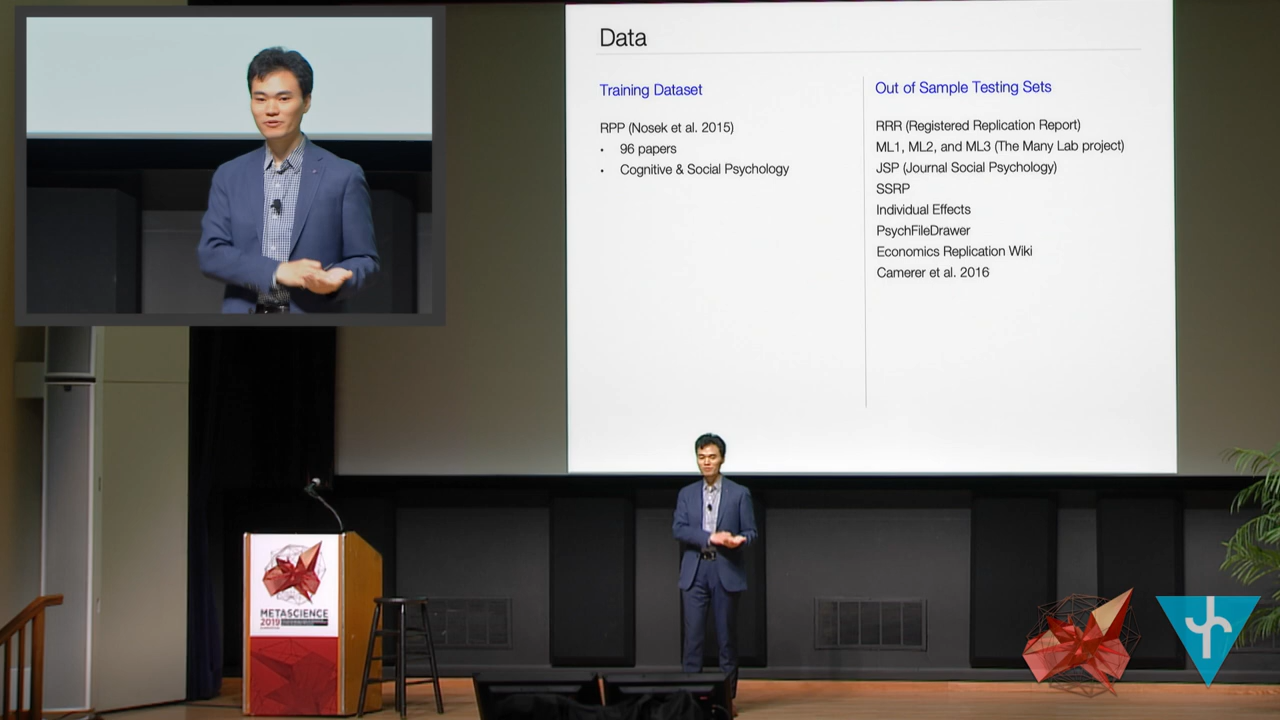 Data
Training Dataset
RPP (Nosek et al. 2015)
• 96 papers
• Cognitive & Social Psychology
Out of Sample Testing Sets
RRR (Registered Replication Report)
ML1, ML2, and ML3 (The Many Lab project)
JSP (Journal Social Psychology)
SSRP
Individual Effects
PsychFileDrawer
Economics Replication Wiki
Camerer et al. 2016
METASCIENCE
2019